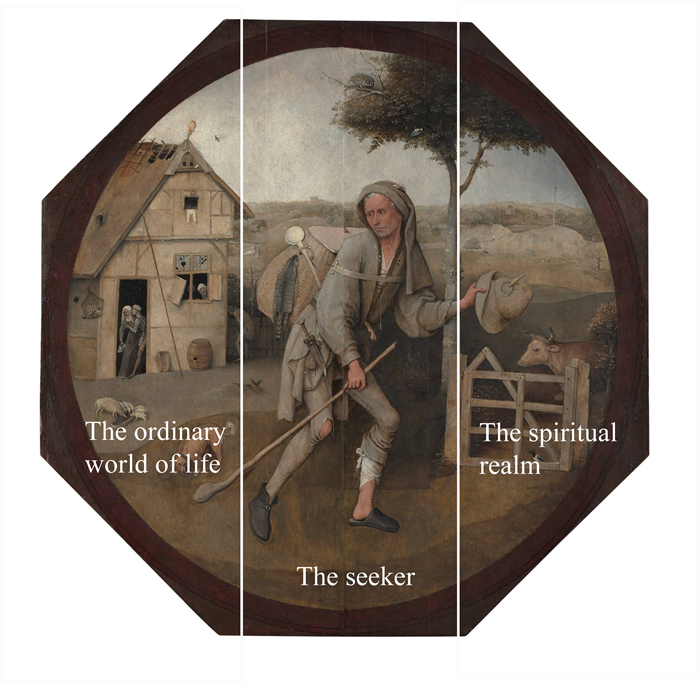 The ordinary
world of life
The spiritual
realm
The seeker